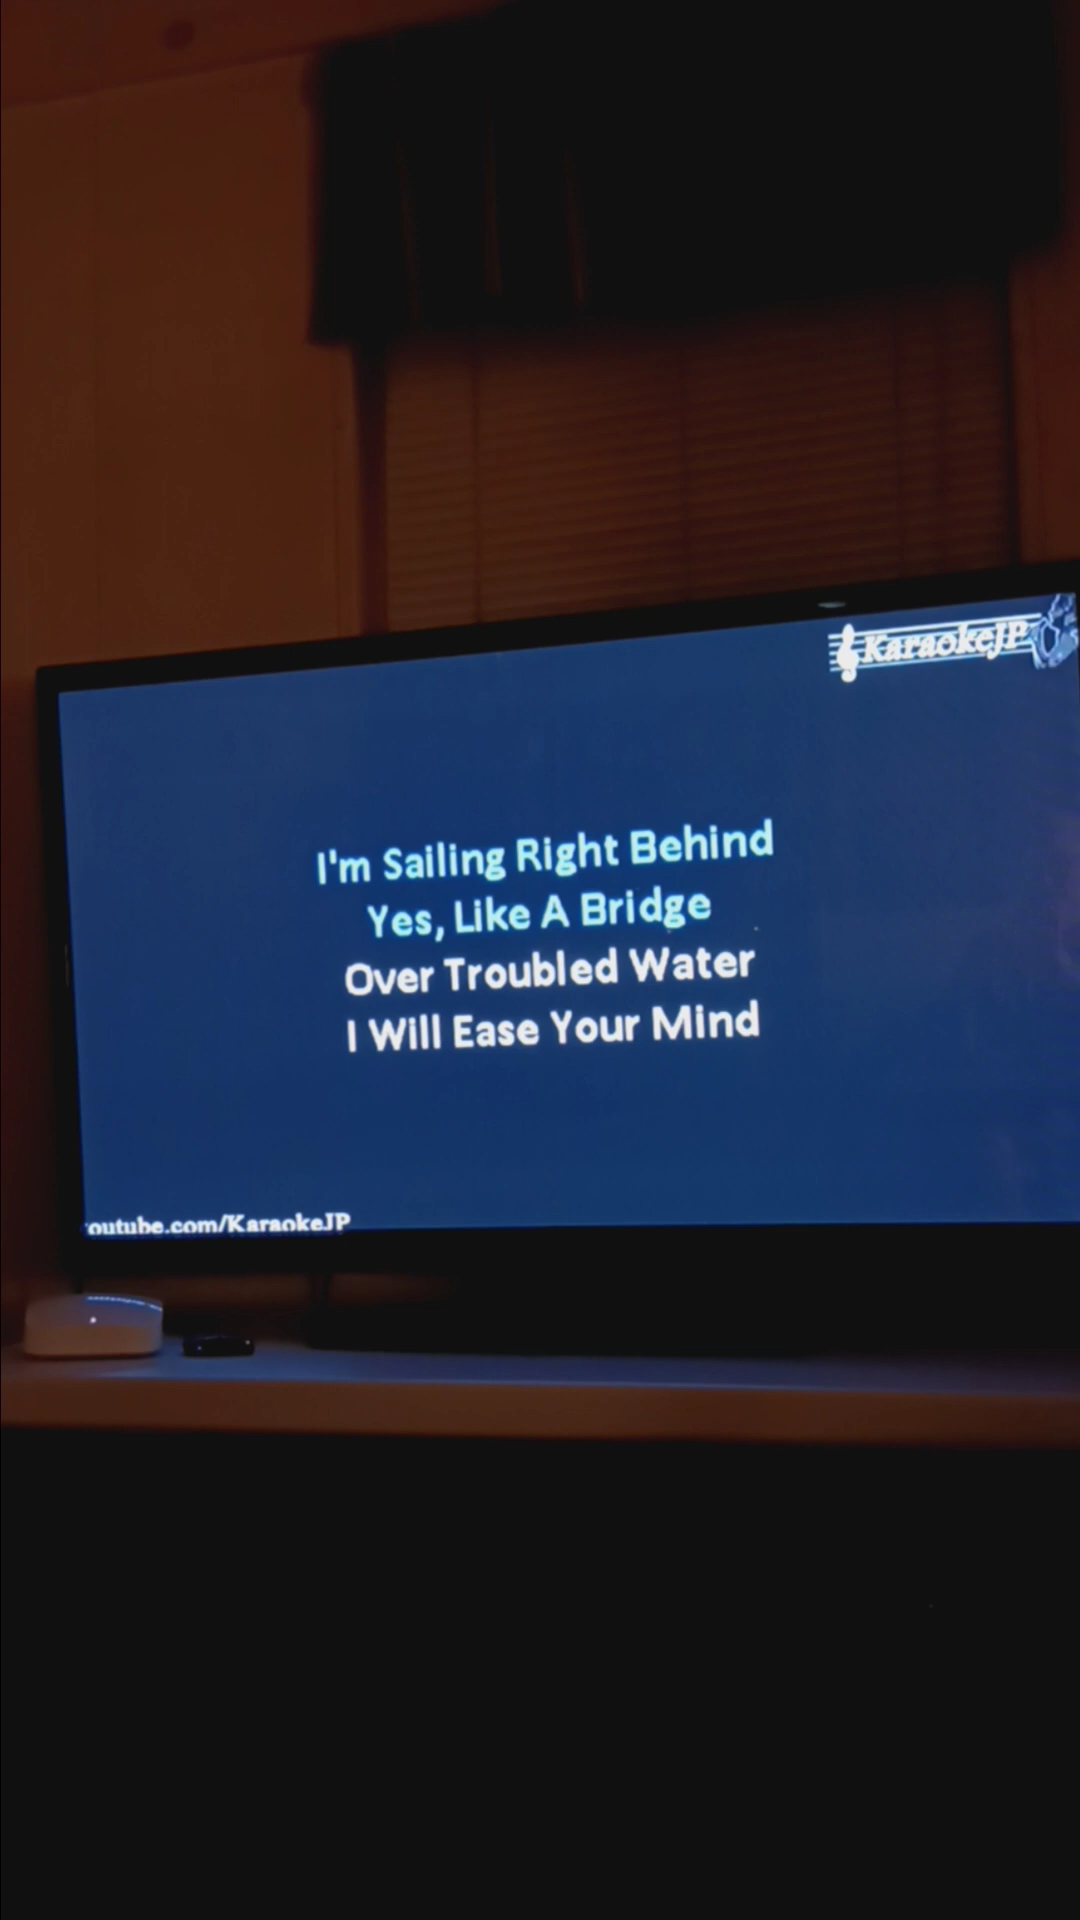 KaraokeJP
I'm Sailing Right Behind
Yes, Like A Bridge
Over Troubled Water
I Will Ease Your Mind
outube.com/KaraokeJP